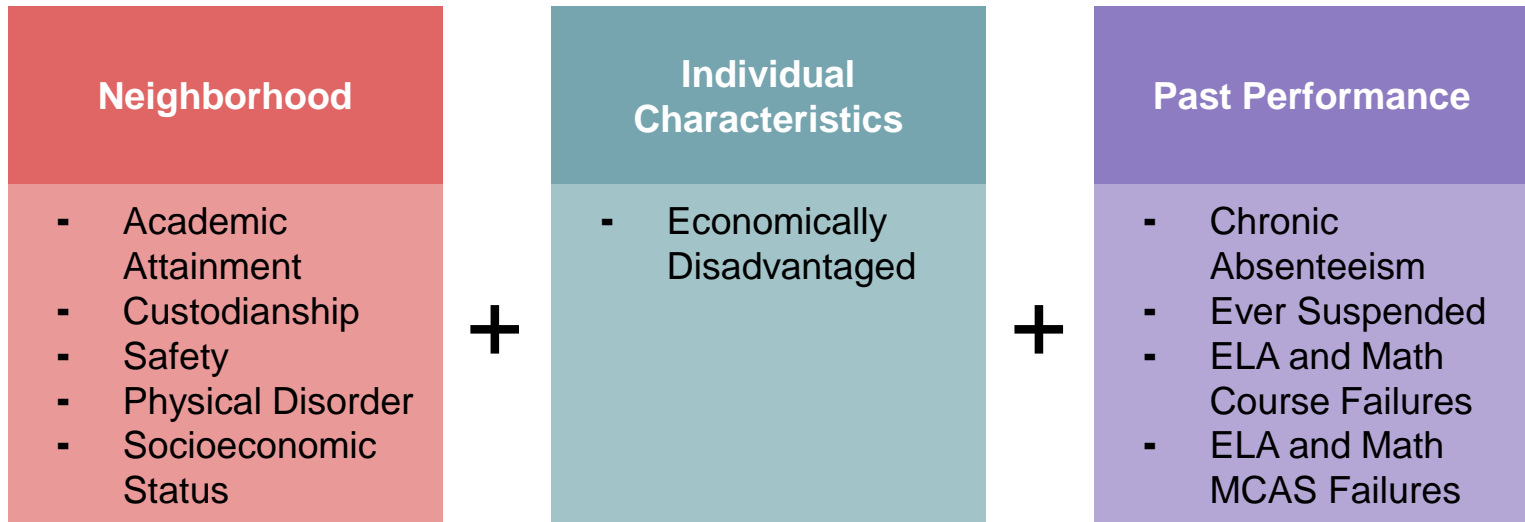 Neighborhood
- Academic
Attainment
- Custodianship
- Safety
- Physical Disorder
- Socioeconomic
Status
+
Individual
Characteristics
- Economically
Disadvantaged
+
Past Performance
- Chronic
Absenteeism
- Ever Suspended
- ELA and Math
Course Failures
- ELA and Math
MCAS Failures